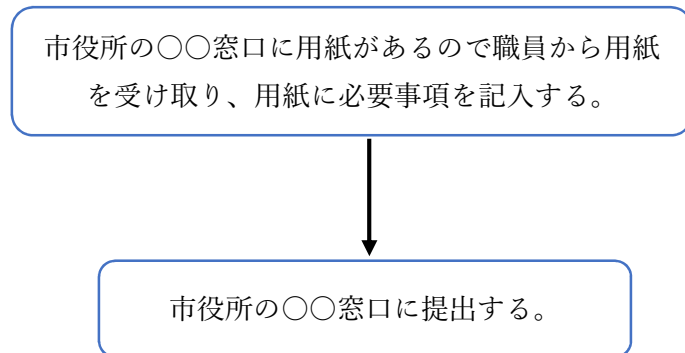 市役所の〇〇窓口に用紙があるので職員から用紙
を受け取り、用紙に必要事項を記入する。
市役所の〇〇窓口に提出する。